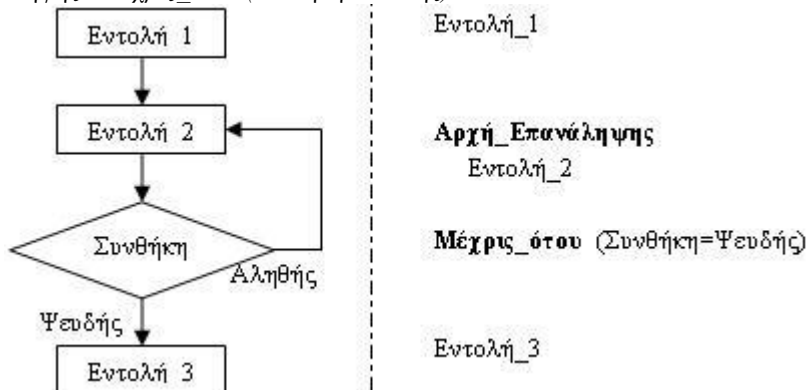 Εντολή 1
Εντολή 2
Συνθήκη
Αληθής
Ψευδής
Εντολή 3
Εντολή_1
Αρχή_Επανάληψης
Εντολή_2
Μέχρις_ότου (Συνθήκη=Ψευδής)
Εντολή_3